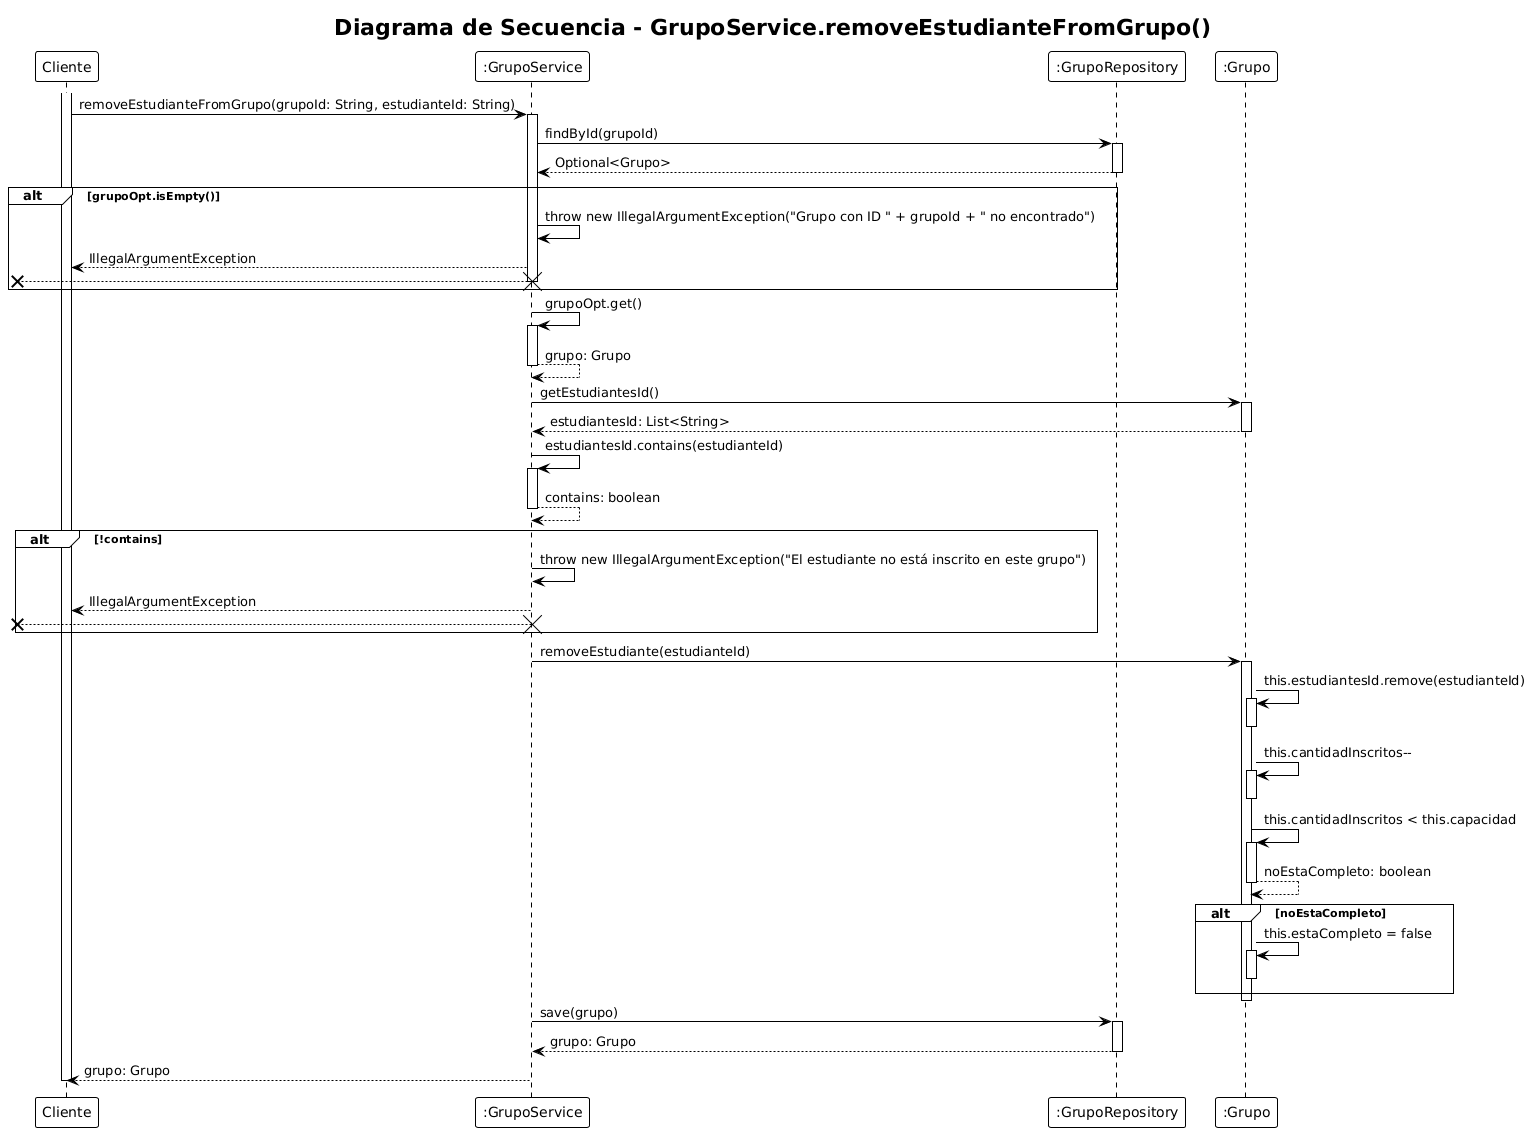 Diagrama de Secuencia - GrupoService.removeEstudianteFromGrupo()
Cliente
:GrupoService
:GrupoRepository
:Grupo
removeEstudianteFromGrupo(grupoId: String, estudianteId: String)
findById(grupoId)
Optional<Grupo>
alt
[grupoOpt.isEmpty()]
throw new IllegalArgumentException("Grupo con ID " + grupoId + " no encontrado")
IllegalArgumentException
grupoOpt.get()
grupo: Grupo
getEstudiantesId()
estudiantesId: List<String>
estudiantesId.contains(estudianteId)
contains: boolean
alt
[!contains]
throw new IllegalArgumentException("El estudiante no está inscrito en este grupo")
IllegalArgumentException
removeEstudiante(estudianteId)
this.estudiantesId.remove(estudianteId)
this.cantidadInscritos--
this.cantidadInscritos < this.capacidad
noEstaCompleto: boolean
alt
[noEstaCompleto]
this.estaCompleto = false
save(grupo)
grupo: Grupo
grupo: Grupo
Cliente
:GrupoService
:GrupoRepository
:Grupo